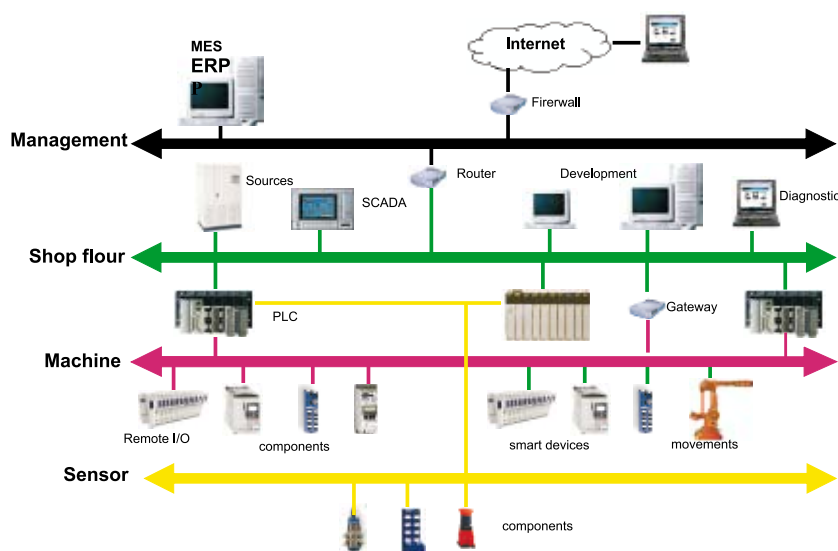 MES
ERP
P
Internet
Firerwall
Management
Sources
SCADA
Router
Development
Diagnostic
Shop flour
PLC
Gateway
Machine
Remote I/O
components
smart devices
movements
Sensor
components